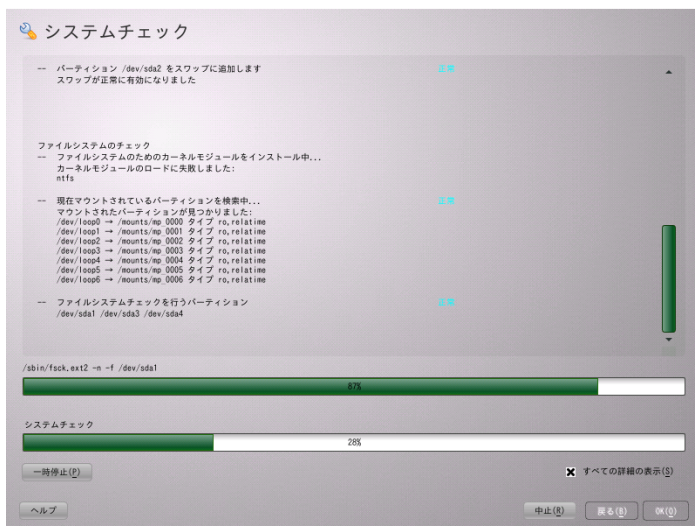 システムチェック
-- パーティション /dev/sda2 をスワップに追加します 正常
スワップが正常に有効になりました
ファイルシステムのチェック
-- ファイルシステムのためのカーネルモジュールをインストール中...
カーネルモジュールのロードに失敗しました:
ntfs
-- 現在マウントされているパーティションを検索中... 正常
マウントされたパーティションが見つかりました:
/dev/loop0 → /mounts/mp_0000 タイプ ro,relatime
/dev/loop1 → /mounts/mp_0001 タイプ ro,relatime
/dev/loop2 → /mounts/mp_0002 タイプ ro,relatime
/dev/loop3 → /mounts/mp_0003 タイプ ro,relatime
/dev/loop4 → /mounts/mp_0004 タイプ ro,relatime
/dev/loop5 → /mounts/mp_0005 タイプ ro,relatime
/dev/loop6 → /mounts/mp_0006 タイプ ro,relatime
-- ファイルシステムチェックを行うパーティション 正常
/dev/sda1 /dev/sda3 /dev/sda4
/sbin/fsck.ext2 -n -f /dev/sda1
87%
システムチェック
28%
一時停止(P) すべての詳細の表示(S)
ヘルプ 中止(R) 戻る(B) OK(O)